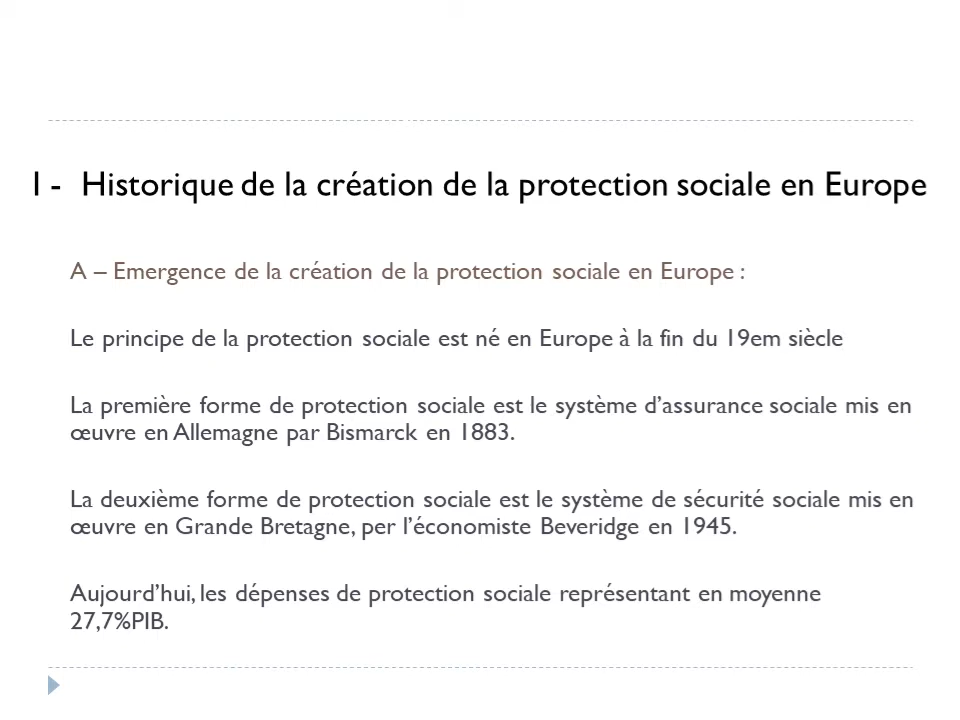 I - Historique de la création de la protection sociale en Europe
A – Emergence de la création de la protection sociale en Europe :
Le principe de la protection sociale est né en Europe à la fin du 19em siècle
La première forme de protection sociale est le système d’assurance sociale mis en
œuvre en Allemagne par Bismarck en 1883.
La deuxième forme de protection sociale est le système de sécurité sociale mis en
œuvre en Grande Bretagne, per l’économiste Beveridge en 1945.
Aujourd’hui, les dépenses de protection sociale représentant en moyenne
27,7%PIB.